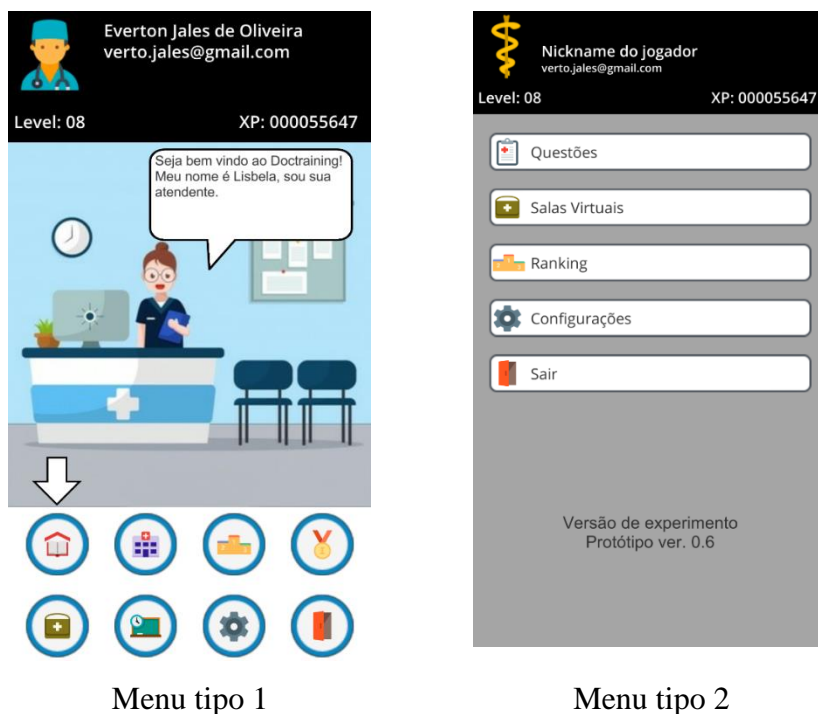 Everton Jales de Oliveira
verto.jales@gmail.com
Level: 08
XP: 000055647
Seja bem vindo ao Doctraining!
Meu nome é Lisbela, sou sua
atendente.
Menu tipo 1
Nickname do jogador
verto.jales@gmail.com
Level: 08
XP: 000055647
Questões
Salas Virtuais
Ranking
Configurações
Sair
Versão de experimento
Protótipo ver. 0.6
Menu tipo 2